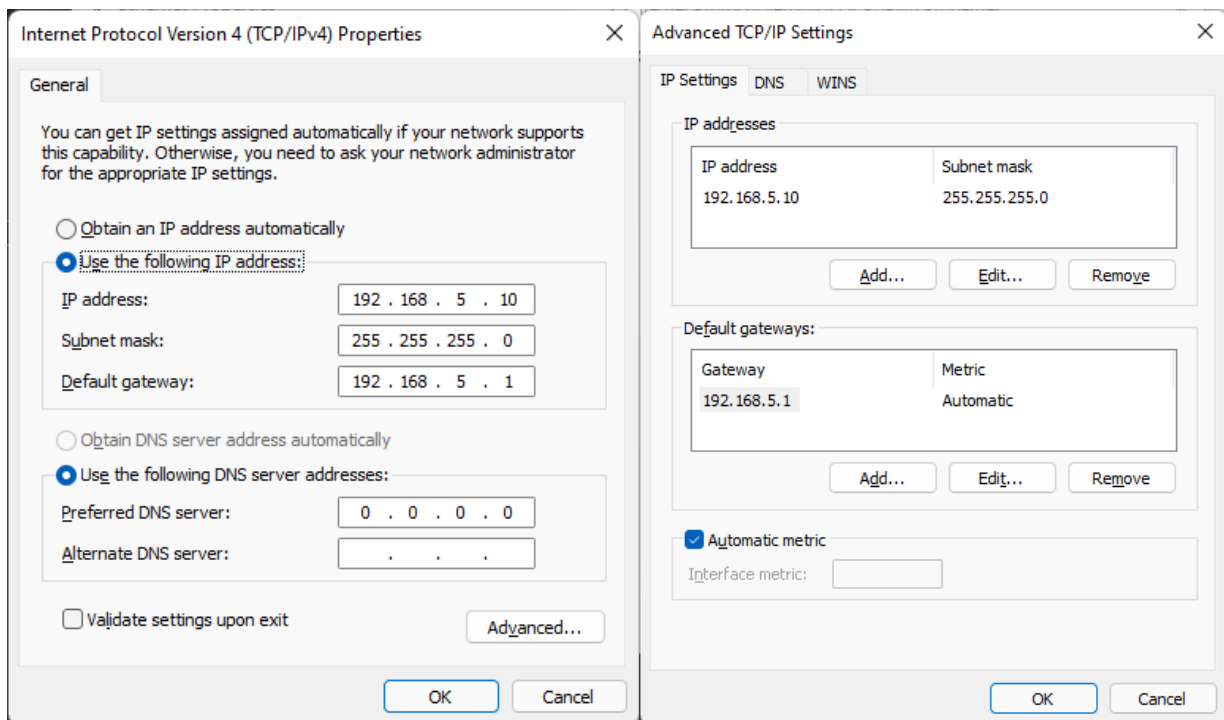 Internet Protocol Version 4 (TCP/IPv4) Properties
General
You can get IP settings assigned automatically if your network supports
this capability. Otherwise, you need to ask your network administrator
for the appropriate IP settings.
Obtain an IP address automatically
Use the following IP address:
IP address: 192 . 168 . 5 . 10
Subnet mask: 255 . 255 . 255 . 0
Default gateway: 192 . 168 . 5 . 1
Obtain DNS server address automatically
Use the following DNS server addresses:
Preferred DNS server: 0 . 0 . 0 . 0
Alternate DNS server: . . .
Validate settings upon exit
Advanced...
OK Cancel
Advanced TCP/IP Settings
IP Settings DNS WINS
IP addresses
IP address Subnet mask
192.168.5.10 255.255.255.0
Add... Edit... Remove
Default gateways:
Gateway Metric
192.168.5.1 Automatic
Add... Edit... Remove
Automatic metric
Interface metric:
OK Cancel